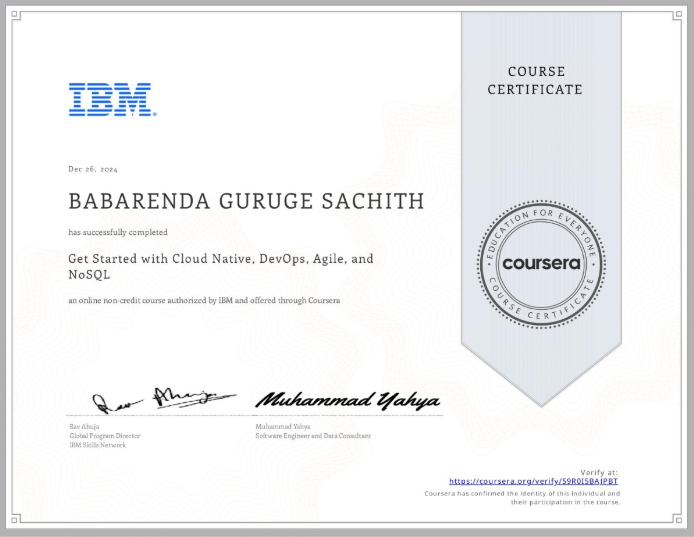 IBM
COURSE
CERTIFICATE
Dec 26, 2024
BABARENDA GURUGE SACHITH
has successfully completed
Get Started with Cloud Native, DevOps, Agile, and
NoSQL
an online non-credit course authorized by IBM and offered through Coursera
EDUCATION FOR EVERYONE
coursera
COURSE CERTIFICATE
Muhammad Yahya
Rav Ahuja
Global Program Director
IBM Skills Network
Muhammad Yahya
Software Engineer and Data Consultant
Verify at:
https://coursera.org/verify/59R0I5BAJPBT
Coursera has confirmed the identity of this individual and
their participation in the course.